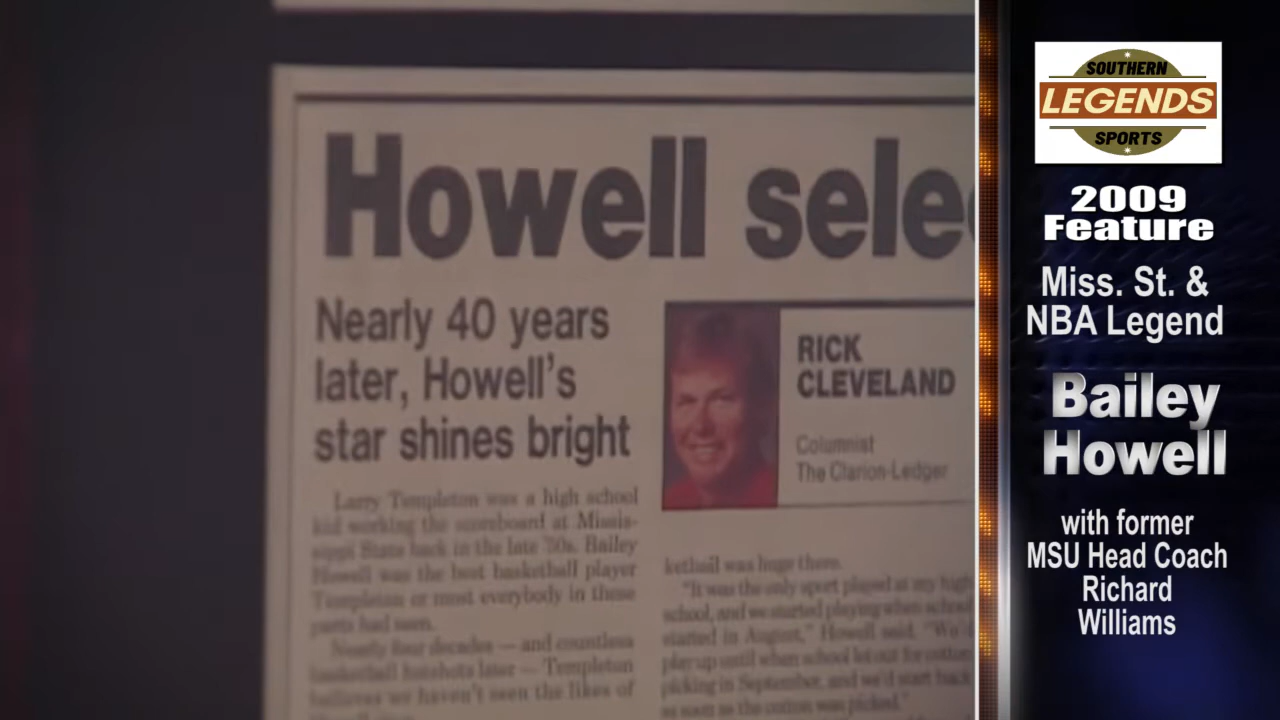 Howell sele
Nearly 40 years
later, Howell's
star shines bright
RICK
CLEVELAND
Columnist
The Clarion-Ledger
Larry Templeton was a high school
kid working the scoreboard at Missis-
sippi State back in the late '50s. Bailey
Howell was the best basketball player
Templeton or most everybody in these
parts had seen.
Nearly four decades — and countless
basketball hotshots later — Templeton
believes we haven't seen the likes of
ketball was huge there.
"It was the only sport played at my high
school, and we started playing when school
started in August," Howell said. "We'd
play up until when school let out for cotton
picking in September, and we'd start back
as soon as the cotton was picked."
SOUTHERN
LEGENDS
SPORTS
2009
Feature
Miss. St. &
NBA Legend
Bailey
Howell
with former
MSU Head Coach
Richard
Williams